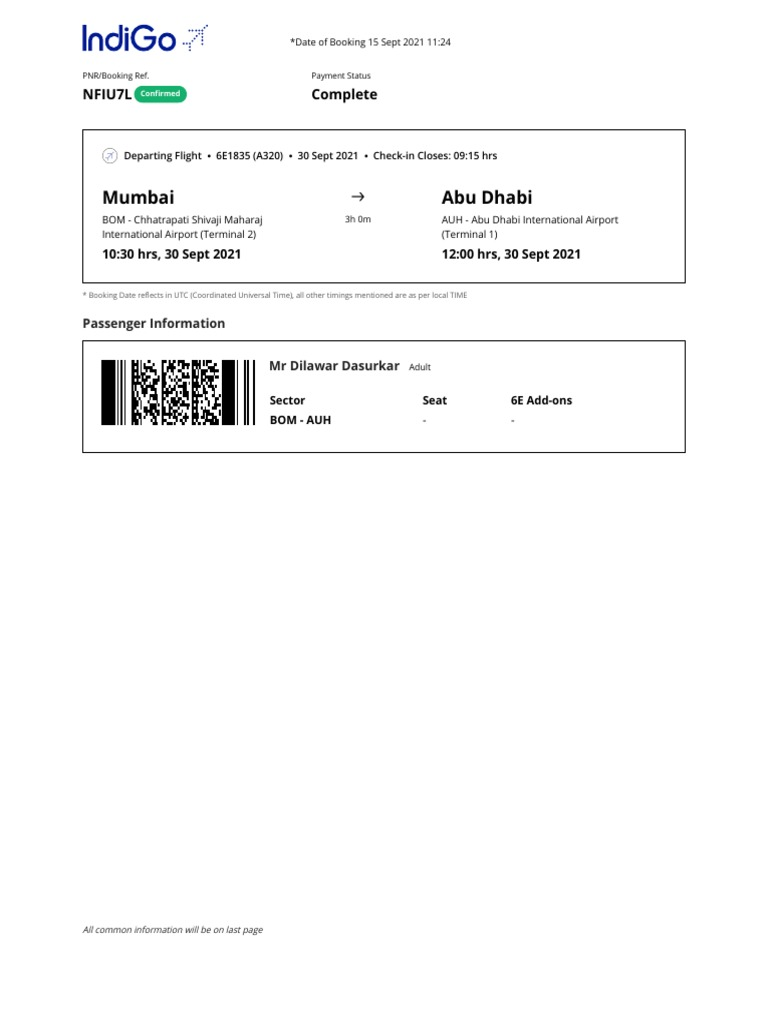 IndiGo
*Date of Booking 15 Sept 2021 11:24
PNR/Booking Ref.
Payment Status
NFIU7L Confirmed
Complete
Departing Flight • 6E1835 (A320) • 30 Sept 2021 • Check-in Closes: 09:15 hrs
Mumbai → Abu Dhabi
BOM - Chhatrapati Shivaji Maharaj
International Airport (Terminal 2)
3h 0m
AUH - Abu Dhabi International Airport
(Terminal 1)
10:30 hrs, 30 Sept 2021
12:00 hrs, 30 Sept 2021
* Booking Date reflects in UTC (Coordinated Universal Time), all other timings mentioned are as per local TIME
Passenger Information
Mr Dilawar Dasurkar Adult
Sector Seat 6E Add-ons
BOM - AUH - -
All common information will be on last page